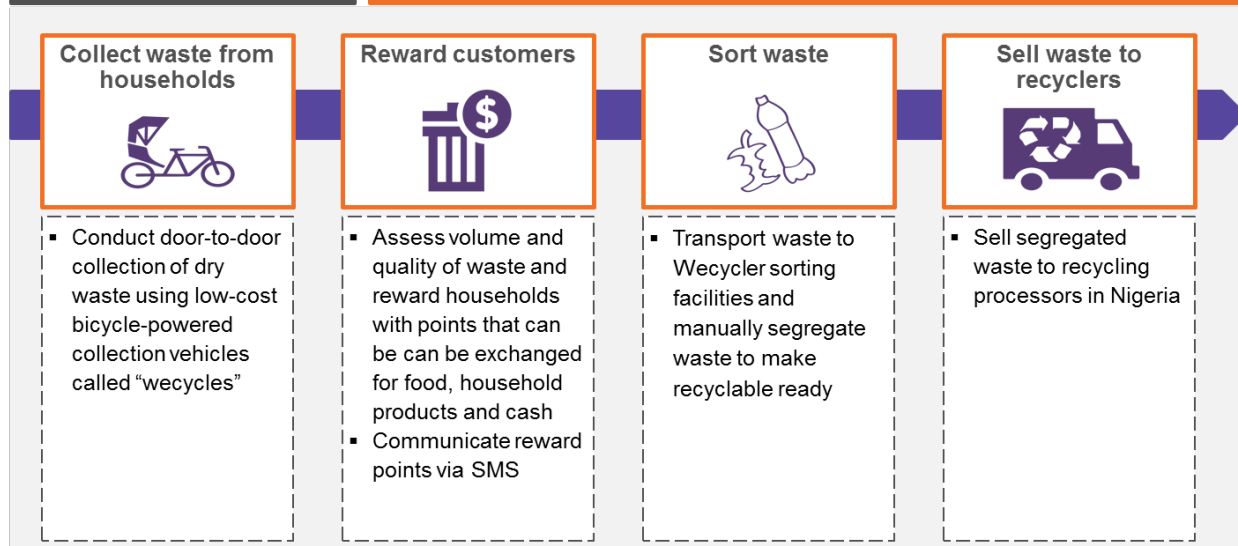 Collect waste from
households
Reward customers
Sort waste
Sell waste to
recyclers
$
▪ Conduct door-to-door
collection of dry
waste using low-cost
bicycle-powered
collection vehicles
called “wecycles”
▪ Assess volume and
quality of waste and
reward households
with points that can
be can be exchanged
for food, household
products and cash
▪ Communicate reward
points via SMS
▪ Transport waste to
Wecycler sorting
facilities and
manually segregate
waste to make
recyclable ready
▪ Sell segregated
waste to recycling
processors in Nigeria